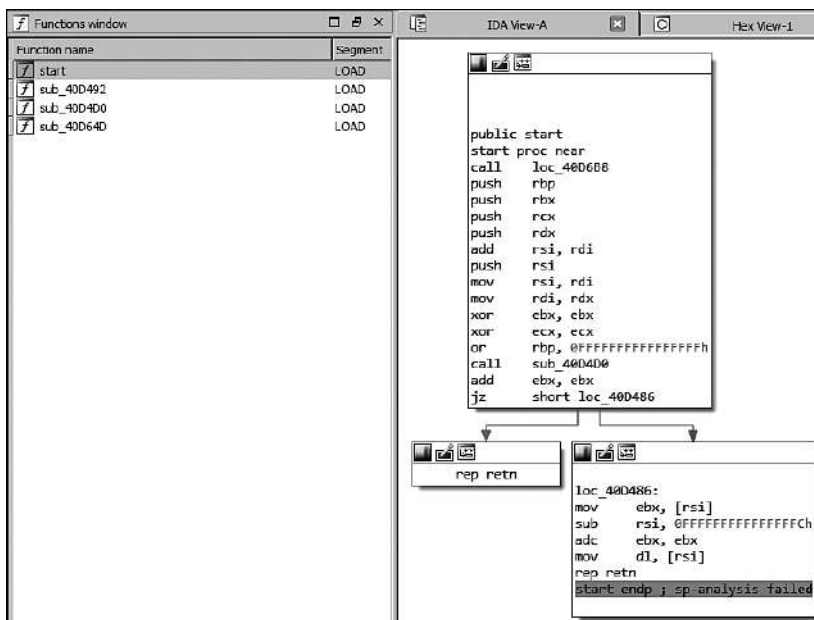 Functions window
Function name Segment
start LOAD
sub_40D492 LOAD
sub_40D4D0 LOAD
sub_40D64D LOAD
IDA View-A
Hex View-1
public start
start proc near
call loc_40D6B8
push rbp
push rbx
push rcx
push rdx
add rsi, rdi
push rsi
mov rsi, rdi
mov rdi, rdx
xor ebx, ebx
xor ecx, ecx
or rbp, 0FFFFFFFFFFFFFFFFh
call sub_40D4D0
add ebx, ebx
jz short loc_40D486
rep retn
loc_40D486:
mov ebx, [rsi]
sub rsi, 0FFFFFFFFFFFFFFFCh
adc ebx, ebx
mov dl, [rsi]
rep retn
start endp ; sp-analysis failed